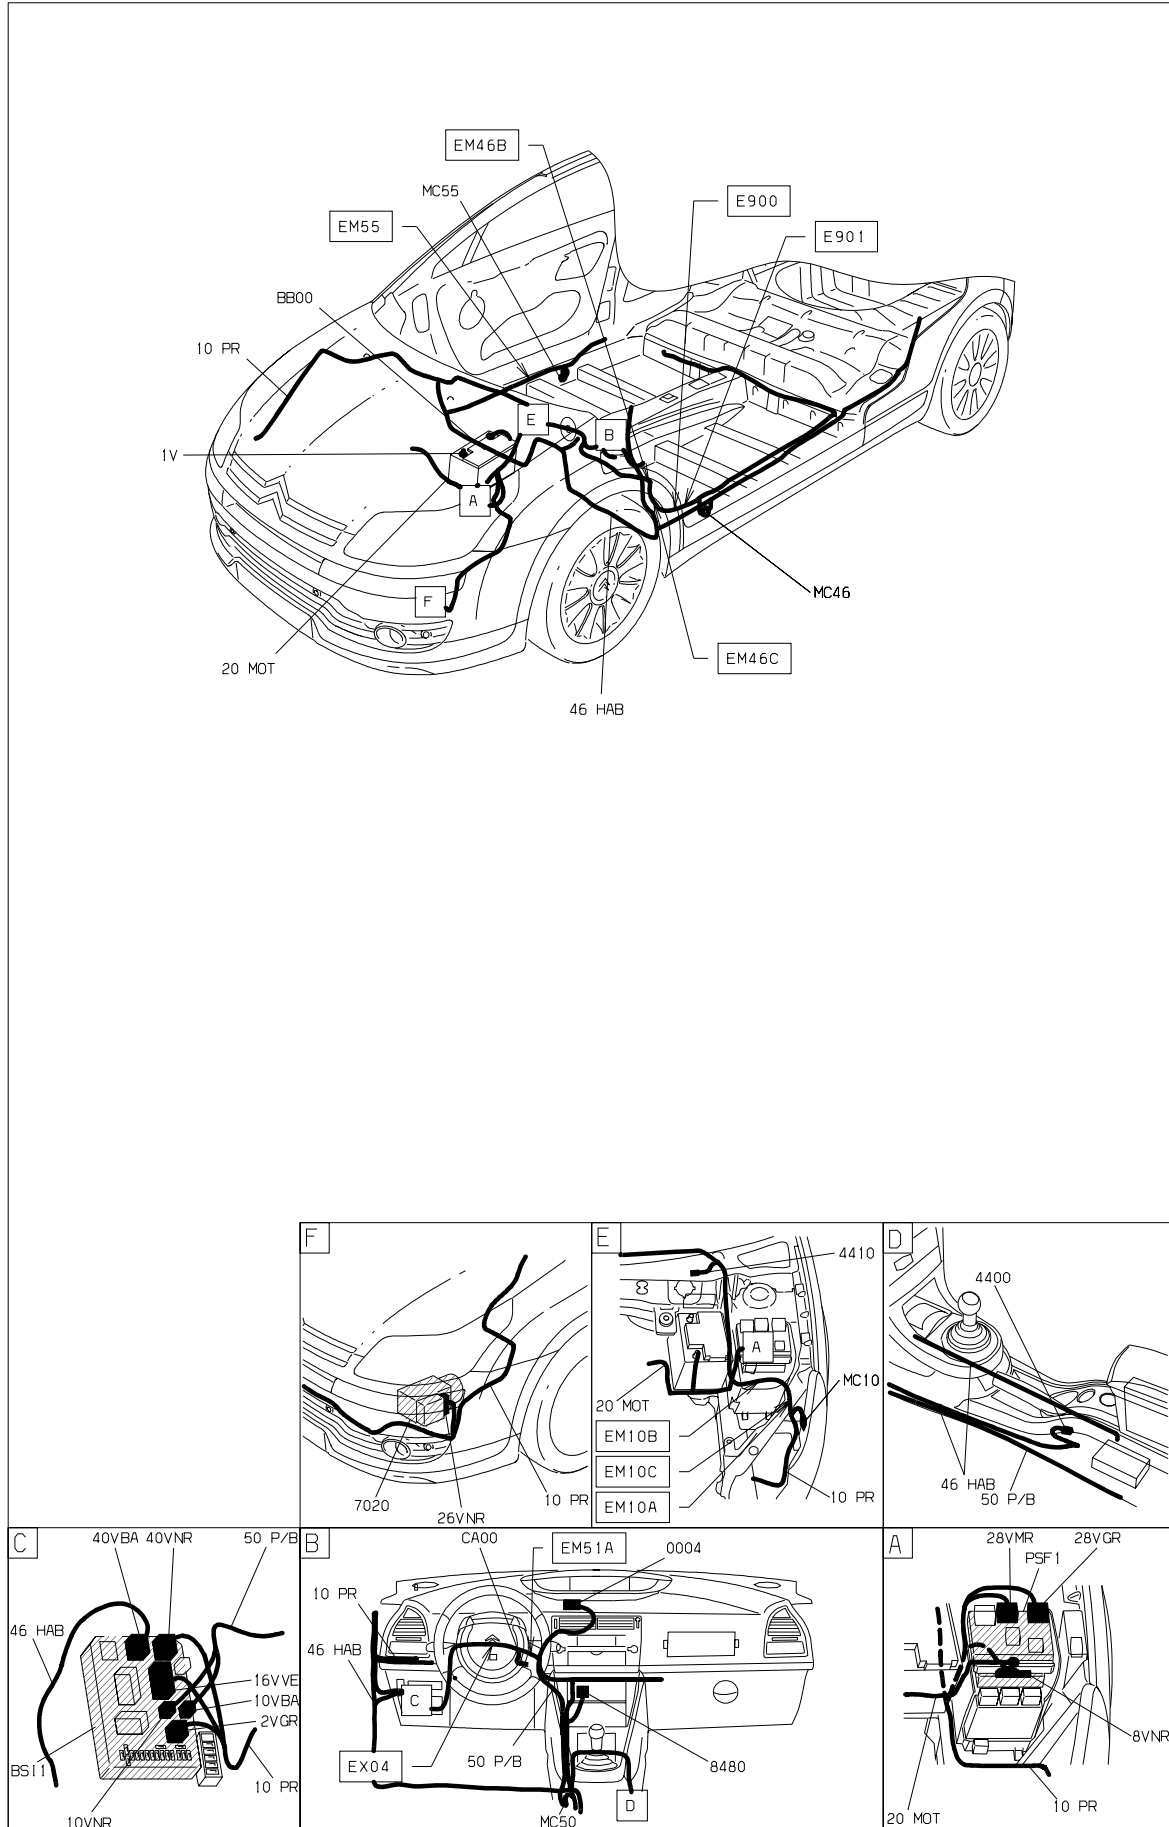 EM46B
MC55
E900
EM55
E901
BB00
10 PR
E
B
1V
A
MC46
F
20 MOT
EM46C
46 HAB
F
7020
26VNR
10 PR
E
4410
A
MC10
20 MOT
EM10B
EM10C
EM10A
10 PR
D
4400
46 HAB
50 P/B
C
40VBA 40VNR
50 P/B
46 HAB
16VVE
10VBA
2VGR
BSI1
10 PR
10VNR
B
CA00
EM51A
0004
10 PR
46 HAB
C
EX04
50 P/B
8480
D
MC50
A
28VMR
28VGR
PSF1
8VNR
10 PR
20 MOT